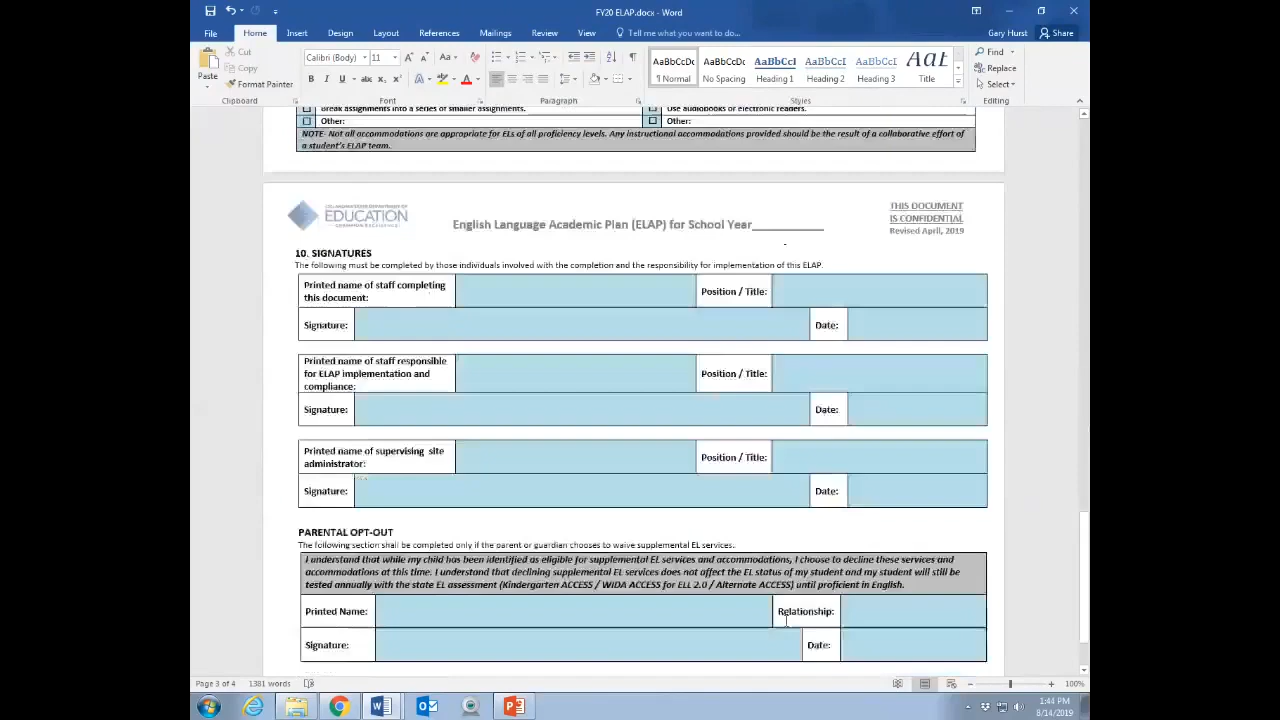 FY20 ELAP.docx - Word
File Home Insert Design Layout References Mailings Review View Tell me what you want to do... Gary Hurst Share
Paste Cut Copy Format Painter
Calibri (Body) 11 Aa
B I U abc x₂ x² A A
AaBbCcDc AaBbCcDc AaBbCcI AaBbCcI AaBbCcI AaI
¶ Normal No Spacing Heading 1 Heading 2 Heading 3 Title
Find Replace Select
Clipboard Font Paragraph Styles Editing
Break assignments into a series of smaller assignments. Use audiobooks or electronic readers.
Other: Other:
NOTE- Not all accommodations are appropriate for ELs of all proficiency levels. Any instructional accommodations provided should be the result of a collaborative effort of
a student's ELAP team.
EDUCATION
English Language Academic Plan (ELAP) for School Year__________
THIS DOCUMENT
IS CONFIDENTIAL
Revised April, 2019
10. SIGNATURES
The following must be completed by those individuals involved with the completion and the responsibility for implementation of this ELAP.
Printed name of staff completing
this document:
Position / Title:
Signature: Date:
Printed name of staff responsible
for ELAP implementation and
compliance:
Position / Title:
Signature: Date:
Printed name of supervising site
administrator:
Position / Title:
Signature: Date:
PARENTAL OPT-OUT
The following section shall be completed only if the parent or guardian chooses to waive supplemental EL services.
I understand that while my child has been identified as eligible for supplemental EL services and accommodations, I choose to decline these services and
accommodations at this time. I understand that declining supplemental EL services does not affect the EL status of my student and my student will still be
tested annually with the state EL assessment (Kindergarten ACCESS / WIDA ACCESS for ELL 2.0 / Alternate ACCESS) until proficient in English.
Printed Name: Relationship:
Signature: Date:
Page 3 of 4 1381 words 100%
1:44 PM
8/14/2019